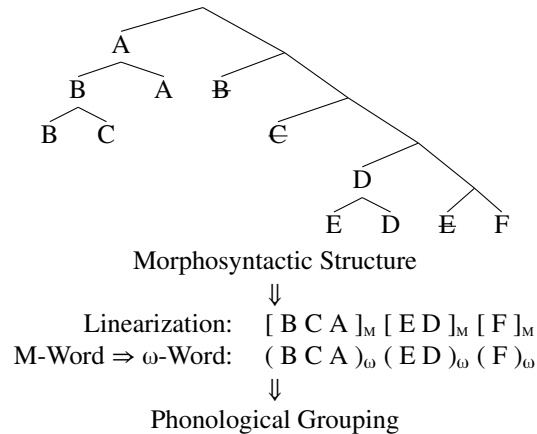 A
B A B
B C C
D
E D E F
Morphosyntactic Structure
⇓
Linearization: [ B C A ]M [ E D ]M [ F ]M
M-Word ⇒ ω-Word: ( B C A )ω ( E D )ω ( F )ω
⇓
Phonological Grouping